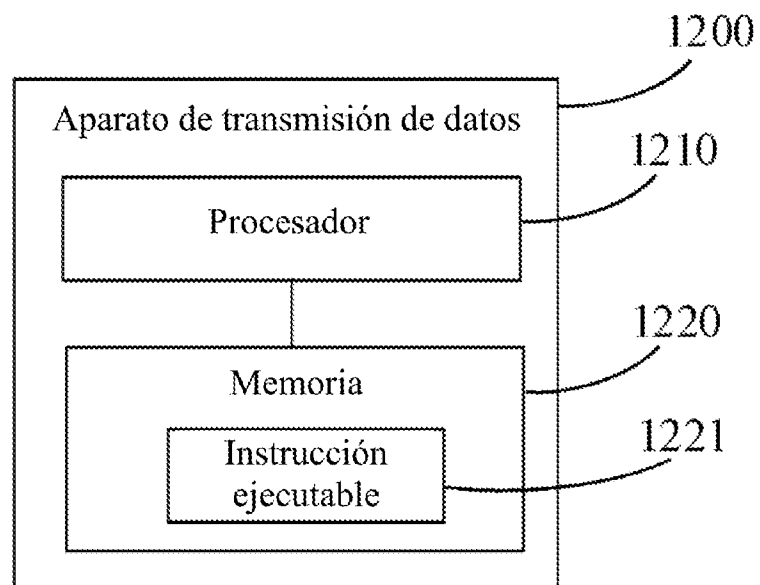 1200
Aparato de transmisión de datos
1210
Procesador
1220
Memoria
1221
Instrucción
ejecutable